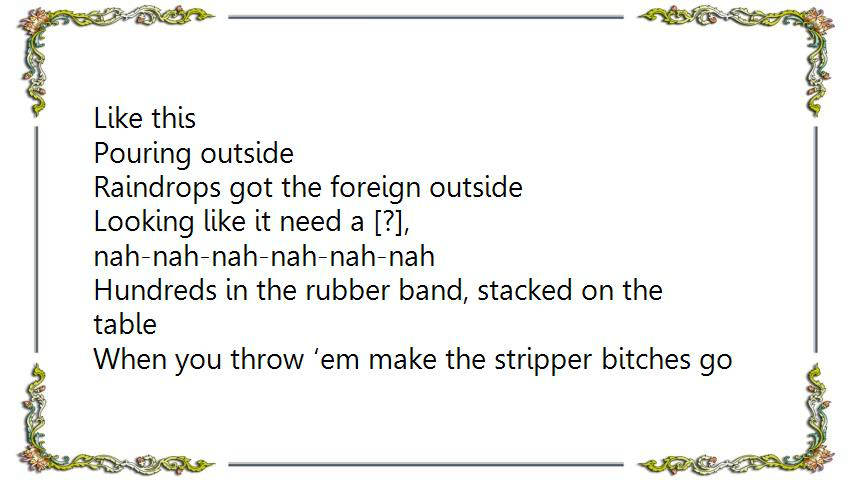 Like this
Pouring outside
Raindrops got the foreign outside
Looking like it need a [?],
nah-nah-nah-nah-nah-nah
Hundreds in the rubber band, stacked on the
table
When you throw ‘em make the stripper bitches go